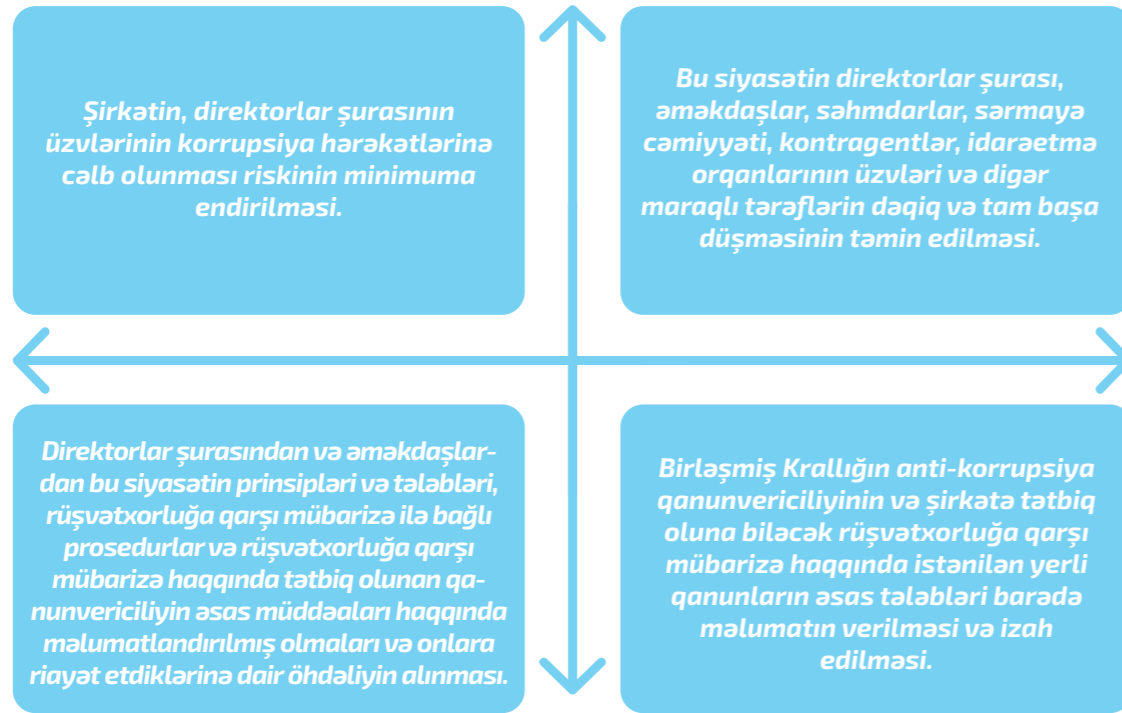 Şirkətin, direktorlar şurasının
üzvlərinin korrupsiya hərəkətlərinə
cəlb olunması riskinin minimuma
endirilməsi.
Bu siyasətin direktorlar şurası,
əməkdaşlar, səhmdarlar, sərmayə
cəmiyyəti, kontragentlər, idarəetmə
orqanlarının üzvləri və digər
maraqlı tərəflərin dəqiq və tam başa
düşməsinin təmin edilməsi.
Direktorlar şurasından və əməkdaşlar-
dan bu siyasətin prinsipləri və tələbləri,
rüşvətxorluğa qarşı mübarizə ilə bağlı
prosedurlar və rüşvətxorluğa qarşı
mübarizə haqqında tətbiq olunan qa-
nunvericiliyin əsas müddəaları haqqında
məlumatlandırılmış olmaları və onlara
riayət etdiklərinə dair öhdəliyin alınması.
Birləşmiş Krallığın anti-korrupsiya
qanunvericiliyinin və şirkətə tətbiq
oluna biləcək rüşvətxorluğa qarşı
mübarizə haqqında istənilən yerli
qanunların əsas tələbləri barədə
məlumatın verilməsi və izah
edilməsi.